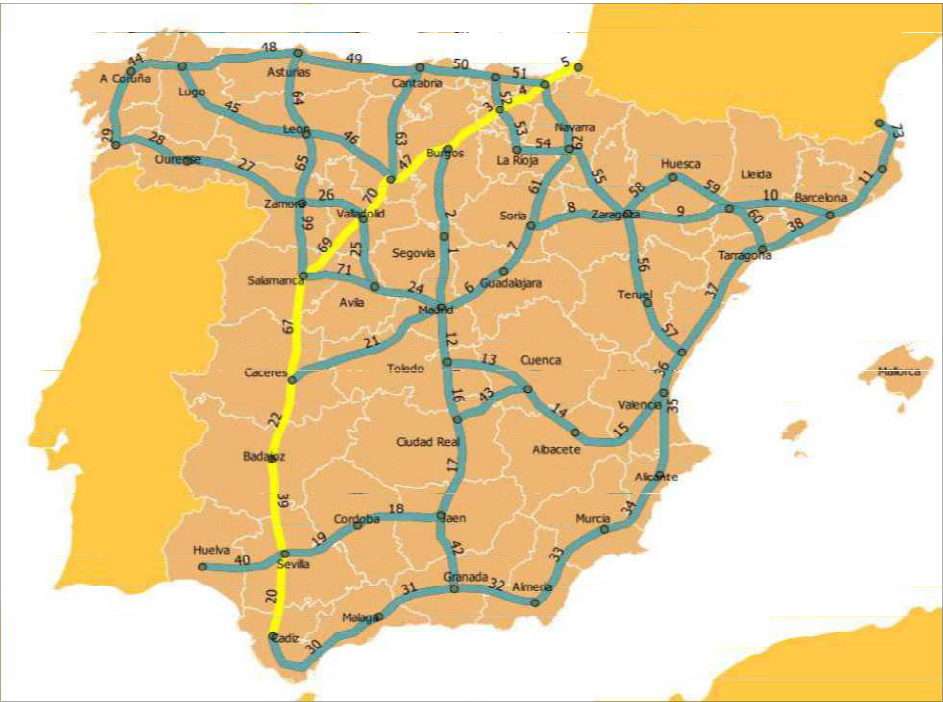 48
49
5
44
50
51
Asturias
A Coruña
Cantabria
4
Lugo
64
52
3
45
29
28
Leon
46
63
53
Navarra
54
62
Ourense
65
47
Burgos
La Rioja
Huesca
73
27
55
58
59
Lleida
11
26
70
61
10
Zamora
Valladolid
2
Soria
8
Zaragoza
9
60
Barcelona
66
38
69
25
Segovia
1
7
Tarragona
56
Salamanca
71
24
6
Guadalajara
37
Avila
Madrid
Teruel
67
21
12
57
Caceres
Toledo
13
Cuenca
36
Mallorca
16
43
22
14
Valencia
35
Ciudad Real
15
Albacete
Badajoz
17
Alicante
39
18
34
Cordoba
Jaen
Murcia
19
Huelva
40
42
33
Sevilla
Granada
20
31
32
Almeria
Malaga
Cadiz
30